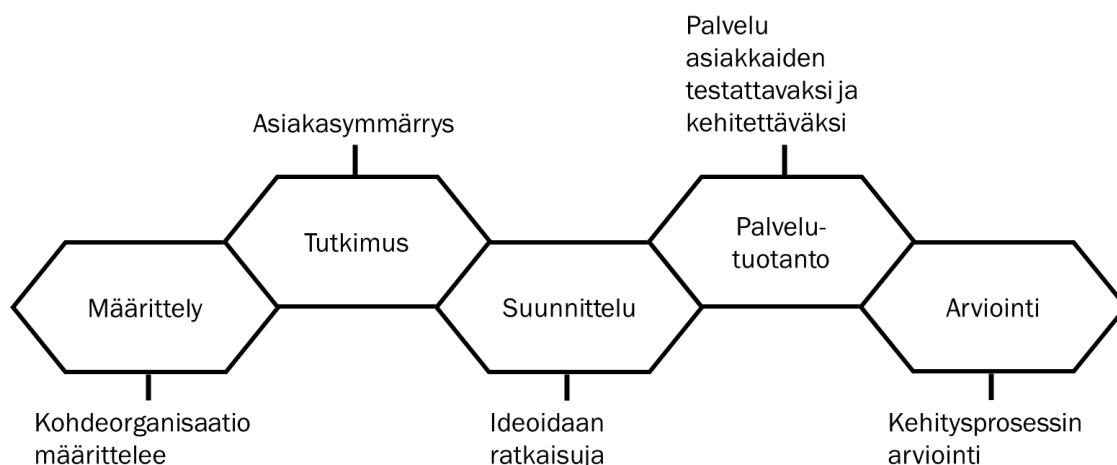 Palvelu
asiakkaiden
testattavaksi ja
kehitettäväksi
Asiakasymmärrys
Tutkimus
Palvelu-
tuotanto
Määrittely
Suunnittelu
Arviointi
Kohdeorganisaatio
määrittelee
Ideoidaan
ratkaisuja
Kehitysprosessin
arviointi